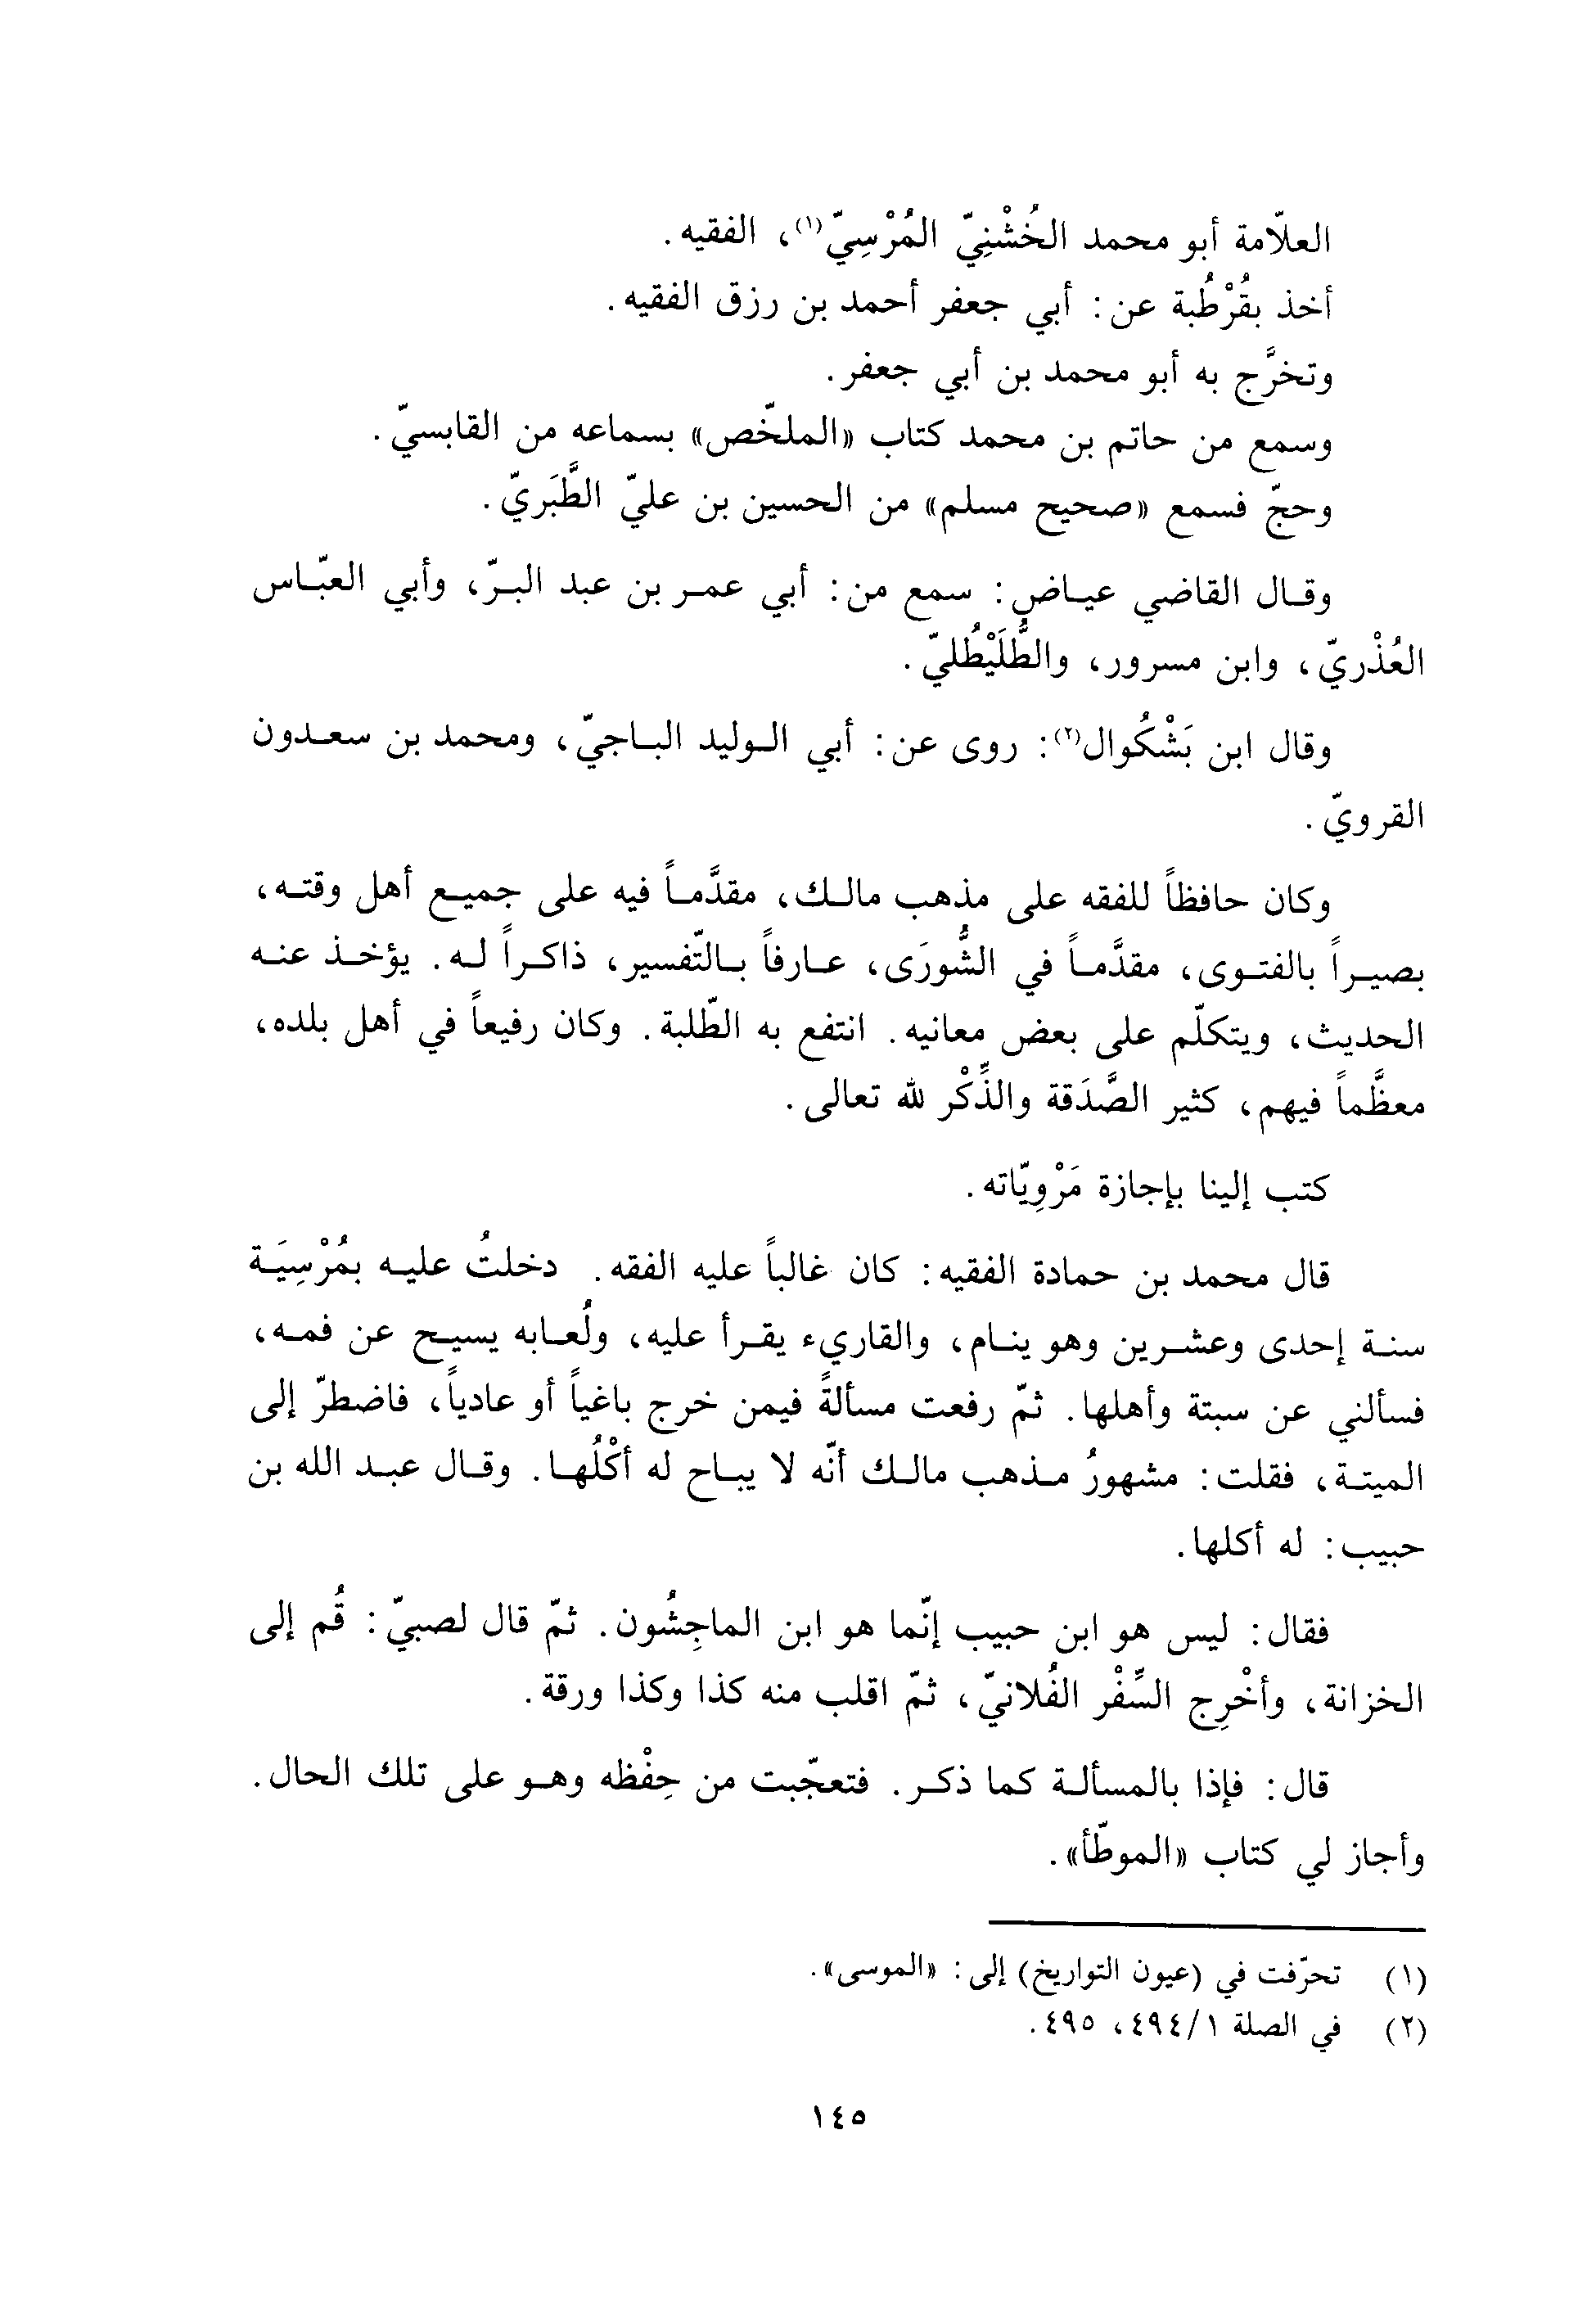 العلّامة أبو محمد الخُشْنِيّ المُرْسِيّ(١)، الفقيه.
أخذ بقُرْطُبة عن: أبي جعفر أحمد بن رزق الفقيه.
وتخرَّج به أبو محمد بن أبي جعفر.
وسمع من حاتم بن محمد كتاب «الملخّص» بسماعه من القابسيّ.
وحجّ فسمع «صحيح مسلم» من الحسين بن عليّ الطَّبَريّ.
وقال القاضي عياض: سمع من: أبي عمر بن عبد البرّ، وأبي العبّاس
العُذْريّ، وابن مسرور، والطُّلَيْطُليّ.
وقال ابن بَشْكُوال(٢): روى عن: أبي الوليد الباجيّ، ومحمد بن سعدون
القرويّ.
وكان حافظاً للفقه على مذهب مالك، مقدَّماً فيه على جميع أهل وقته،
بصيراً بالفتوى، مقدَّماً في الشُّورَى، عارفاً بالتّفسير، ذاكراً له. يؤخذ عنه
الحديث، ويتكلّم على بعض معانيه. انتفع به الطّلبة. وكان رفيعاً في أهل بلده،
معظَّماً فيهم، كثير الصَّدَقة والذِّكْر لله تعالى.
كتب إلينا بإجازة مَرْوِيّاته.
قال محمد بن حمادة الفقيه: كان غالباً عليه الفقه. دخلتُ عليه بمُرْسِيَة
سنة إحدى وعشرين وهو ينام، والقاريء يقرأ عليه، ولُعابه يسيح عن فمه،
فسألني عن سبتة وأهلها. ثمّ رفعت مسألةً فيمن خرج باغياً أو عادياً، فاضطرّ إلى
الميتة، فقلت: مشهورُ مذهب مالك أنّه لا يباح له أكْلُها. وقال عبد الله بن
حبيب: له أكلها.
فقال: ليس هو ابن حبيب إنّما هو ابن الماجِشُون. ثمّ قال لصبيّ: قُم إلى
الخزانة، وأخْرِج السِّفْر الفُلانيّ، ثمّ اقلب منه كذا وكذا ورقة.
قال: فإذا بالمسألة كما ذكر. فتعجّبت من حِفْظه وهو على تلك الحال.
وأجاز لي كتاب «الموطّأ».
(١) تحرّفت في (عيون التواريخ) إلى: «الموسى».
(٢) في الصلة ١/٤٩٤، ٤٩٥.
١٤٥